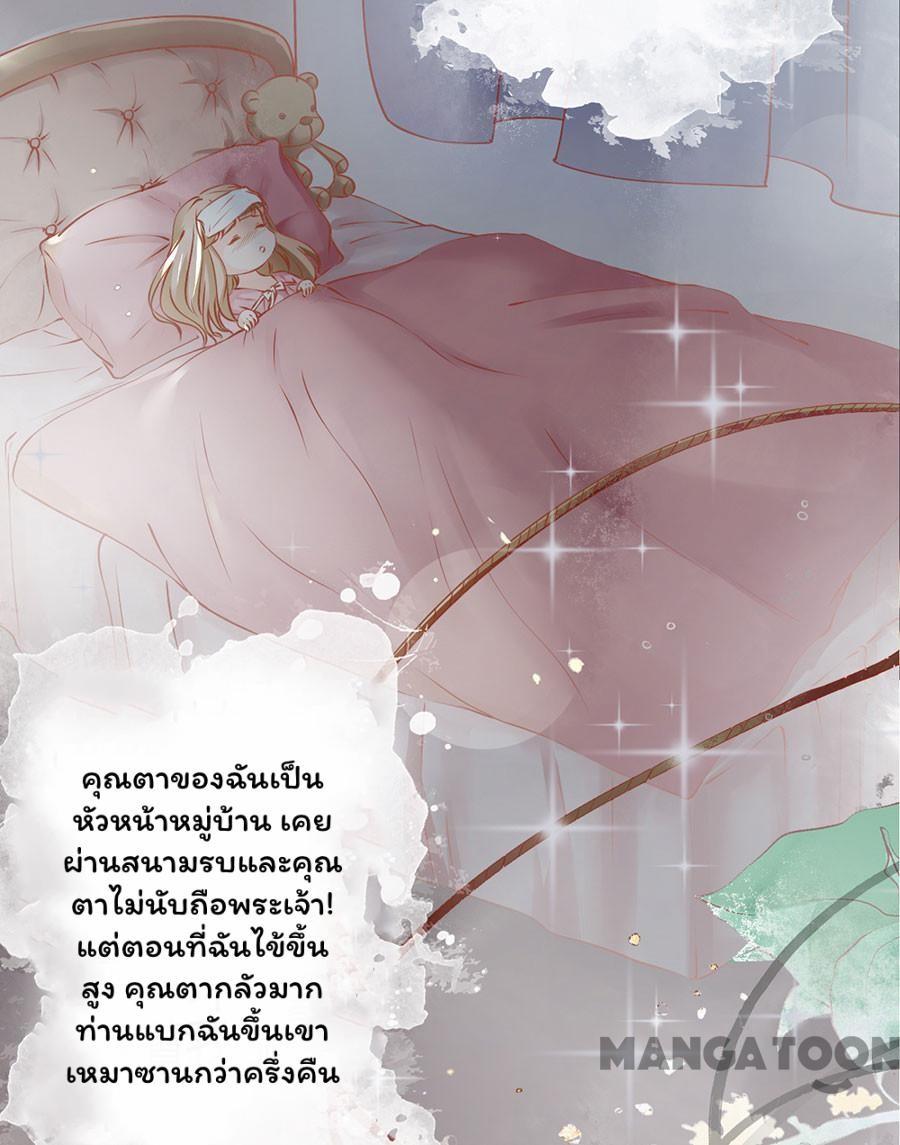 คุณตาของฉันเป็น
หัวหน้าหมู่บ้าน เคย
ผ่านสนามรบและคุณ
ตาไม่นับถือพระเจ้า!
แต่ตอนที่ฉันไข้ขึ้น
สูง คุณตากลัวมาก
ท่านแบกฉันขึ้นเขา
เหมาซานกว่าครึ่งคืน
MANGATOON